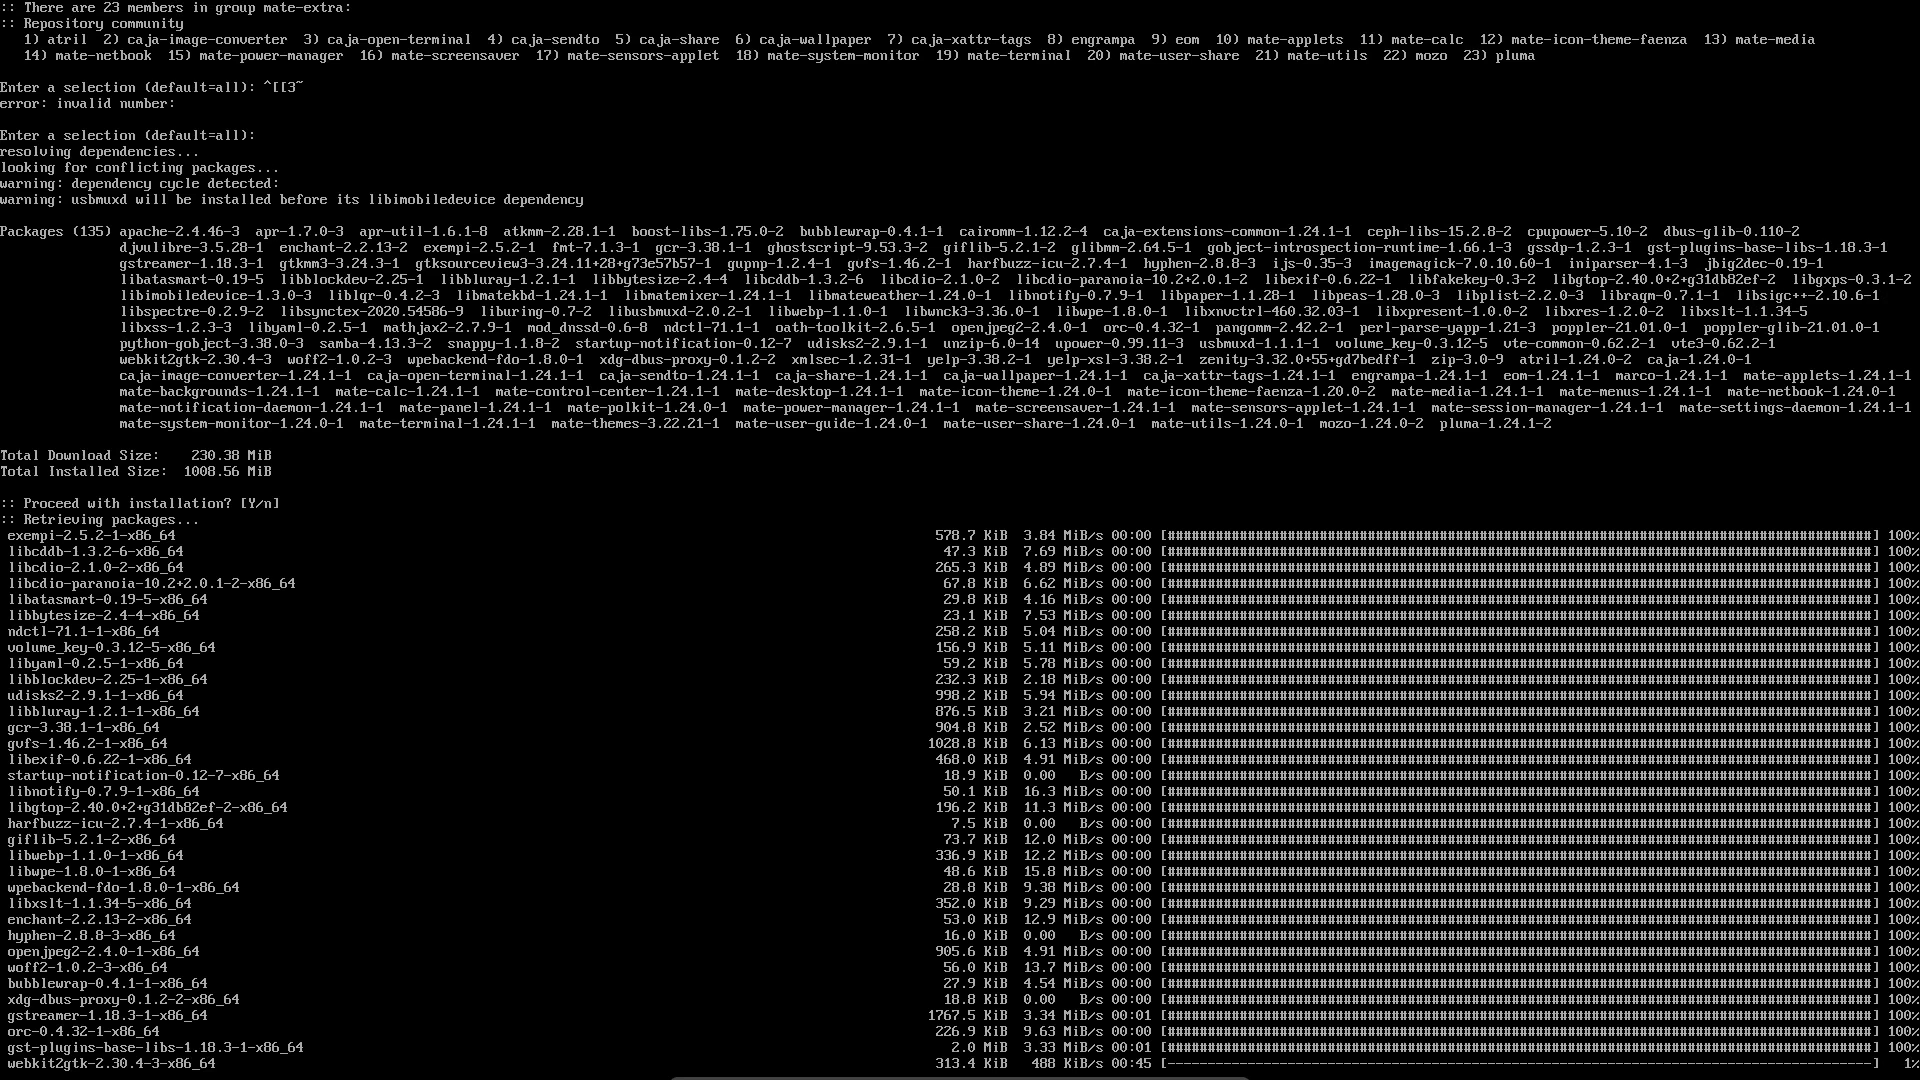 :: There are 23 members in group mate-extra:
:: Repository community
   1) atril  2) caja-image-converter  3) caja-open-terminal  4) caja-sendto  5) caja-share  6) caja-wallpaper  7) caja-xattr-tags  8) engrampa  9) eom  10) mate-applets  11) mate-calc  12) mate-icon-theme-faenza  13) mate-media
   14) mate-netbook  15) mate-power-manager  16) mate-screensaver  17) mate-sensors-applet  18) mate-system-monitor  19) mate-terminal  20) mate-user-share  21) mate-utils  22) mozo  23) pluma

Enter a selection (default=all): ^[[3~
error: invalid number:

Enter a selection (default=all):
resolving dependencies...
looking for conflicting packages...
warning: dependency cycle detected:
warning: usbmuxd will be installed before its libimobiledevice dependency

Packages (135) apache-2.4.46-3  apr-1.7.0-3  apr-util-1.6.1-8  atkmm-2.28.1-1  boost-libs-1.75.0-2  bubblewrap-0.4.1-1  cairomm-1.12.2-4  caja-extensions-common-1.24.1-1  ceph-libs-15.2.8-2  cpupower-5.10-2  dbus-glib-0.110-2
               djvulibre-3.5.28-1  enchant-2.2.13-2  exempi-2.5.2-1  fmt-7.1.3-1  gcr-3.38.1-1  ghostscript-9.53.3-2  giflib-5.2.1-2  glibmm-2.64.5-1  gobject-introspection-runtime-1.66.1-3  gssdp-1.2.3-1  gst-plugins-base-libs-1.18.3-1
               gstreamer-1.18.3-1  gtkmm3-3.24.3-1  gtksourceview3-3.24.11+28+g73e57b57-1  gupnp-1.2.4-1  gvfs-1.46.2-1  harfbuzz-icu-2.7.4-1  hyphen-2.8.8-3  ijs-0.35-3  imagemagick-7.0.10.60-1  iniparser-4.1-3  jbig2dec-0.19-1
               libatasmart-0.19-5  libblockdev-2.25-1  libbluray-1.2.1-1  libbytesize-2.4-4  libcddb-1.3.2-6  libcdio-2.1.0-2  libcdio-paranoia-10.2+2.0.1-2  libexif-0.6.22-1  libfakekey-0.3-2  libgtop-2.40.0+2+g31db82ef-2  libgxps-0.3.1-2
               libimobiledevice-1.3.0-3  liblqr-0.4.2-3  libmatekbd-1.24.1-1  libmatemixer-1.24.1-1  libmateweather-1.24.0-1  libnotify-0.7.9-1  libpaper-1.1.28-1  libpeas-1.28.0-3  libplist-2.2.0-3  libraqm-0.7.1-1  libsigc++-2.10.6-1
               libspectre-0.2.9-2  libsynctex-2020.54586-9  liburing-0.7-2  libusbmuxd-2.0.2-1  libwebp-1.1.0-1  libwnck3-3.36.0-1  libwpe-1.8.0-1  libxnvctrl-460.32.03-1  libxpresent-1.0.0-2  libxres-1.2.0-2  libxslt-1.1.34-5
               libxss-1.2.3-3  libyaml-0.2.5-1  mathjax2-2.7.9-1  mod_dnssd-0.6-8  ndctl-71.1-1  oath-toolkit-2.6.5-1  openjpeg2-2.4.0-1  orc-0.4.32-1  pangomm-2.42.2-1  perl-parse-yapp-1.21-3  poppler-21.01.0-1  poppler-glib-21.01.0-1
               python-gobject-3.38.0-3  samba-4.13.3-2  snappy-1.1.8-2  startup-notification-0.12-7  udisks2-2.9.1-1  unzip-6.0-14  upower-0.99.11-3  usbmuxd-1.1.1-1  volume_key-0.3.12-5  vte-common-0.62.2-1  vte3-0.62.2-1
               webkit2gtk-2.30.4-3  woff2-1.0.2-3  wpebackend-fdo-1.8.0-1  xdg-dbus-proxy-0.1.2-2  xmlsec-1.2.31-1  yelp-3.38.2-1  yelp-xsl-3.38.2-1  zenity-3.32.0+55+gd7bedff-1  zip-3.0-9  atril-1.24.0-2  caja-1.24.0-1
               caja-image-converter-1.24.1-1  caja-open-terminal-1.24.1-1  caja-sendto-1.24.1-1  caja-share-1.24.1-1  caja-wallpaper-1.24.1-1  caja-xattr-tags-1.24.1-1  engrampa-1.24.1-1  eom-1.24.1-1  marco-1.24.1-1  mate-applets-1.24.1-1
               mate-backgrounds-1.24.1-1  mate-calc-1.24.1-1  mate-control-center-1.24.1-1  mate-desktop-1.24.1-1  mate-icon-theme-1.24.0-1  mate-icon-theme-faenza-1.20.0-2  mate-media-1.24.1-1  mate-menus-1.24.1-1  mate-netbook-1.24.0-1
               mate-notification-daemon-1.24.1-1  mate-panel-1.24.1-1  mate-polkit-1.24.0-1  mate-power-manager-1.24.1-1  mate-screensaver-1.24.1-1  mate-sensors-applet-1.24.1-1  mate-session-manager-1.24.1-1  mate-settings-daemon-1.24.1-1
               mate-system-monitor-1.24.0-1  mate-terminal-1.24.1-1  mate-themes-3.22.21-1  mate-user-guide-1.24.0-1  mate-user-share-1.24.0-1  mate-utils-1.24.0-1  mozo-1.24.0-2  pluma-1.24.1-2

Total Download Size:    230.38 MiB
Total Installed Size:  1008.56 MiB

:: Proceed with installation? [Y/n]
:: Retrieving packages...
 exempi-2.5.2-1-x86_64 578.7 KiB 3.84 MiB/s 00:00 [########################################] 100%
 libcddb-1.3.2-6-x86_64 47.3 KiB 7.69 MiB/s 00:00 [########################################] 100%
 libcdio-2.1.0-2-x86_64 265.3 KiB 4.89 MiB/s 00:00 [########################################] 100%
 libcdio-paranoia-10.2+2.0.1-2-x86_64 67.8 KiB 6.62 MiB/s 00:00 [########################################] 100%
 libatasmart-0.19-5-x86_64 29.8 KiB 4.16 MiB/s 00:00 [########################################] 100%
 libbytesize-2.4-4-x86_64 23.1 KiB 7.53 MiB/s 00:00 [########################################] 100%
 ndctl-71.1-1-x86_64 258.2 KiB 5.04 MiB/s 00:00 [########################################] 100%
 volume_key-0.3.12-5-x86_64 156.9 KiB 5.11 MiB/s 00:00 [########################################] 100%
 libyaml-0.2.5-1-x86_64 59.2 KiB 5.78 MiB/s 00:00 [########################################] 100%
 libblockdev-2.25-1-x86_64 232.3 KiB 2.18 MiB/s 00:00 [########################################] 100%
 udisks2-2.9.1-1-x86_64 998.2 KiB 5.94 MiB/s 00:00 [########################################] 100%
 libbluray-1.2.1-1-x86_64 876.5 KiB 3.21 MiB/s 00:00 [########################################] 100%
 gcr-3.38.1-1-x86_64 904.8 KiB 2.52 MiB/s 00:00 [########################################] 100%
 gvfs-1.46.2-1-x86_64 1028.8 KiB 6.13 MiB/s 00:00 [########################################] 100%
 libexif-0.6.22-1-x86_64 468.0 KiB 4.91 MiB/s 00:00 [########################################] 100%
 startup-notification-0.12-7-x86_64 18.9 KiB 0.00 B/s 00:00 [########################################] 100%
 libnotify-0.7.9-1-x86_64 50.1 KiB 16.3 MiB/s 00:00 [########################################] 100%
 libgtop-2.40.0+2+g31db82ef-2-x86_64 196.2 KiB 11.3 MiB/s 00:00 [########################################] 100%
 harfbuzz-icu-2.7.4-1-x86_64 7.5 KiB 0.00 B/s 00:00 [########################################] 100%
 giflib-5.2.1-2-x86_64 73.7 KiB 12.0 MiB/s 00:00 [########################################] 100%
 libwebp-1.1.0-1-x86_64 336.9 KiB 12.2 MiB/s 00:00 [########################################] 100%
 libwpe-1.8.0-1-x86_64 48.6 KiB 15.8 MiB/s 00:00 [########################################] 100%
 wpebackend-fdo-1.8.0-1-x86_64 28.8 KiB 9.38 MiB/s 00:00 [########################################] 100%
 libxslt-1.1.34-5-x86_64 352.0 KiB 9.29 MiB/s 00:00 [########################################] 100%
 enchant-2.2.13-2-x86_64 53.0 KiB 12.9 MiB/s 00:00 [########################################] 100%
 hyphen-2.8.8-3-x86_64 16.0 KiB 0.00 B/s 00:00 [########################################] 100%
 openjpeg2-2.4.0-1-x86_64 905.6 KiB 4.91 MiB/s 00:00 [########################################] 100%
 woff2-1.0.2-3-x86_64 56.0 KiB 13.7 MiB/s 00:00 [########################################] 100%
 bubblewrap-0.4.1-1-x86_64 27.9 KiB 4.54 MiB/s 00:00 [########################################] 100%
 xdg-dbus-proxy-0.1.2-2-x86_64 18.8 KiB 0.00 B/s 00:00 [########################################] 100%
 gstreamer-1.18.3-1-x86_64 1767.5 KiB 3.34 MiB/s 00:01 [########################################] 100%
 orc-0.4.32-1-x86_64 226.9 KiB 9.63 MiB/s 00:00 [########################################] 100%
 gst-plugins-base-libs-1.18.3-1-x86_64 2.0 MiB 3.33 MiB/s 00:01 [########################################] 100%
 webkit2gtk-2.30.4-3-x86_64 313.4 KiB 488 KiB/s 00:45 [----------------------------------------] 1%